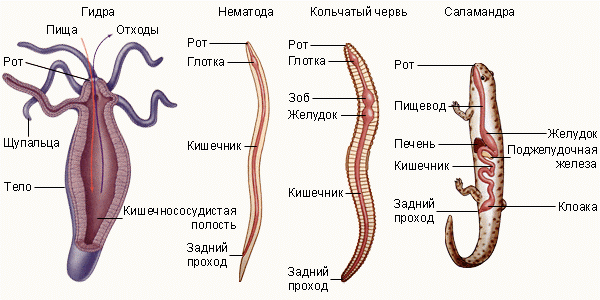 Гидра
Пища
Отходы
Рот
Щупальца
Тело
Кишечнососудистая
полость
Нематода
Рот
Глотка
Кишечник
Задний
проход
Кольчатый червь
Рот
Глотка
Зоб
Желудок
Кишечник
Задний
проход
Саламандра
Рот
Пищевод
Желудок
Печень
Поджелудочная
железа
Кишечник
Задний
проход
Клоака